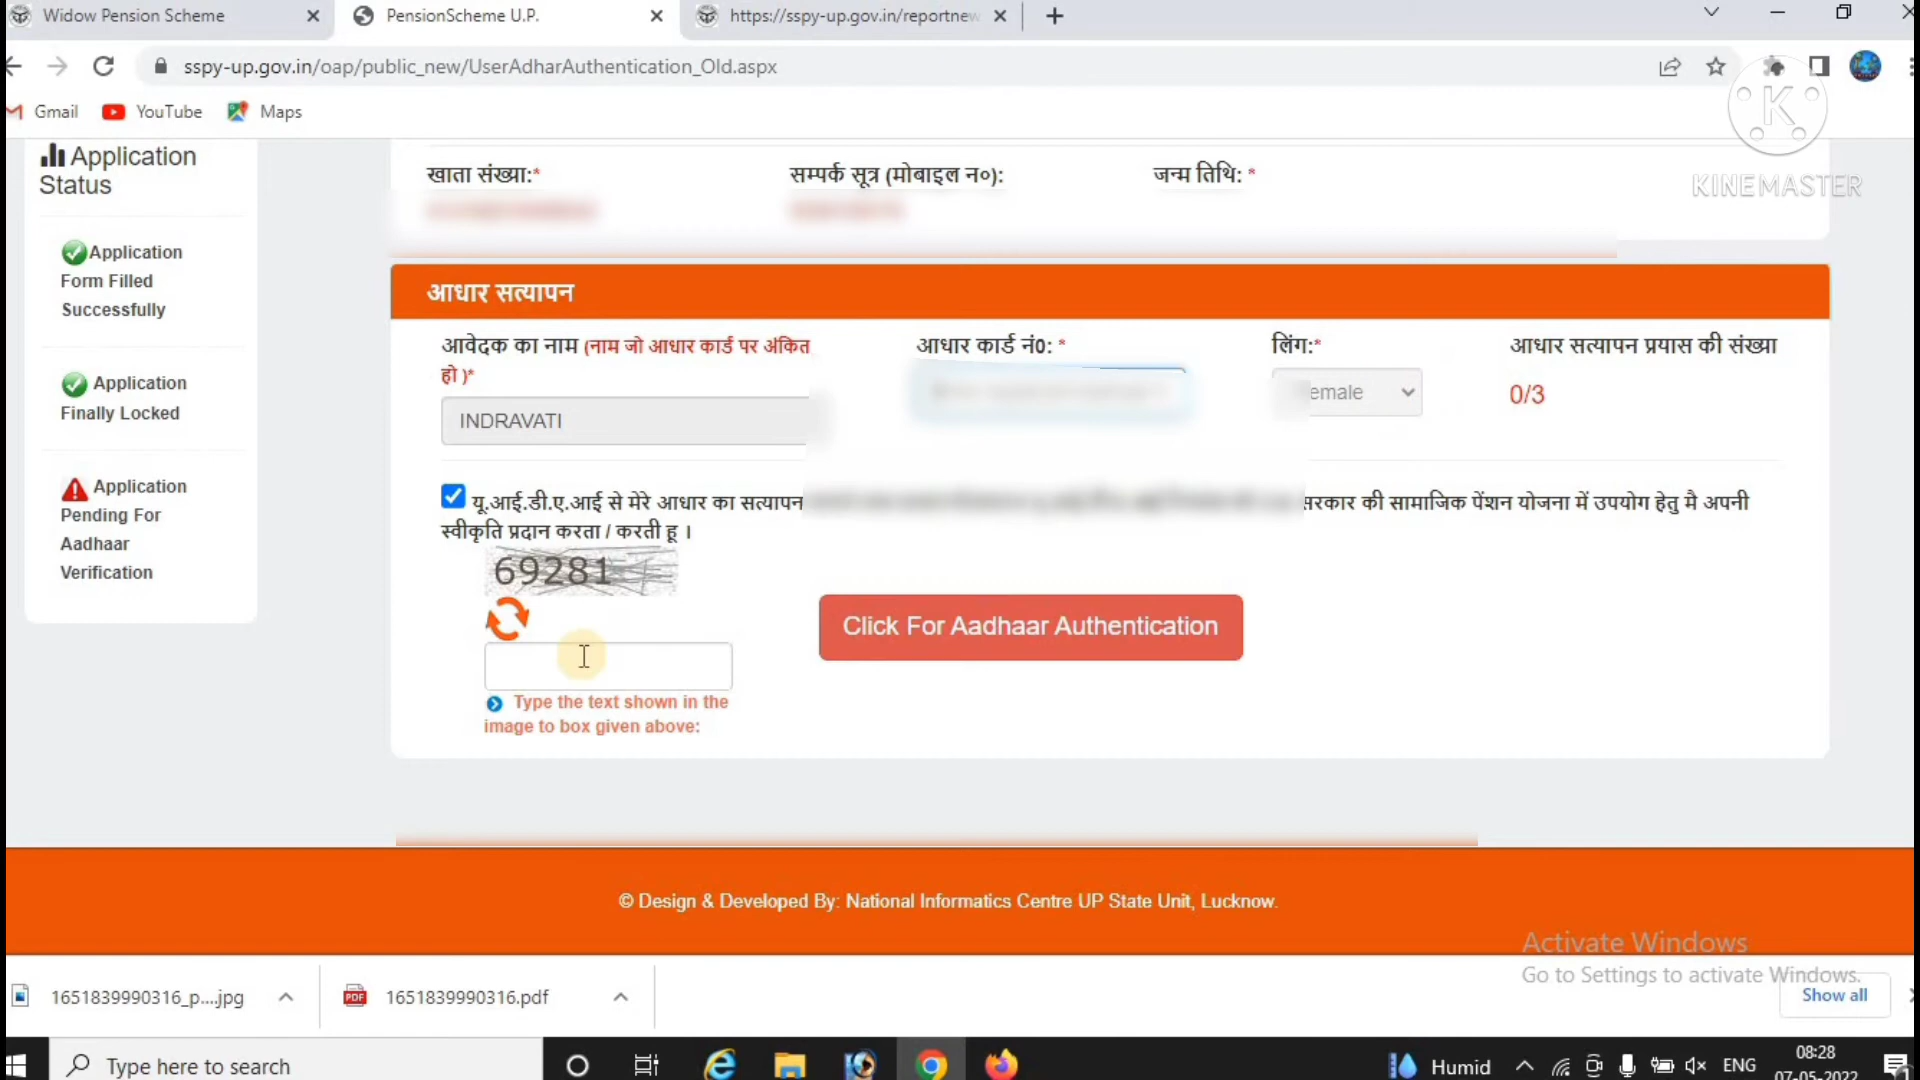 Widow Pension Scheme
PensionScheme U.P.
https://sspy-up.gov.in/reportnew
sspy-up.gov.in/oap/public_new/UserAdharAuthentication_Old.aspx
Gmail
YouTube
Maps
K
KINEMASTER
Application
Status
खाता संख्या:*
सम्पर्क सूत्र (मोबाइल न०):
जन्म तिथि: *
Application
Form Filled
Successfully
Application
Finally Locked
Application
Pending For
Aadhaar
Verification
आधार सत्यापन
आवेदक का नाम (नाम जो आधार कार्ड पर अंकित
हो )*
आधार कार्ड नं0: *
लिंग:*
आधार सत्यापन प्रयास की संख्या
INDRAVATI
emale
0/3
यू.आई.डी.ए.आई से मेरे आधार का सत्यापन
सरकार की सामाजिक पेंशन योजना में उपयोग हेतु मै अपनी
स्वीकृति प्रदान करता / करती हू ।
69281
Click For Aadhaar Authentication
Type the text shown in the
image to box given above:
© Design & Developed By: National Informatics Centre UP State Unit, Lucknow.
Activate Windows
Go to Settings to activate Windows.
1651839990316_p....jpg
PDF
1651839990316.pdf
Show all
Type here to search
Humid
ENG
08:28
07-05-2022